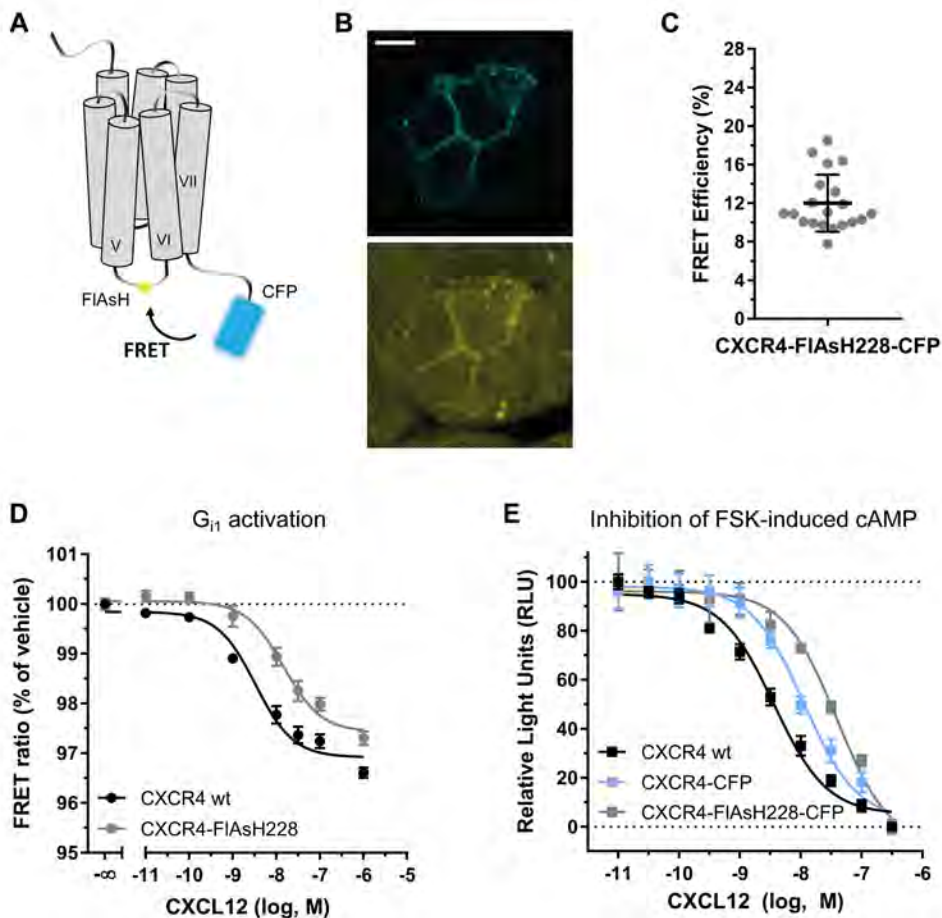 A
VII
V
VI
FlAsH
CFP
FRET
B
C
FRET Efficiency (%)
28
24
20
16
12
8
4
0
CXCR4-FlAsH228-CFP
D
Gi1 activation
FRET ratio (% of vehicle)
101
100
99
98
97
96
95
CXCR4 wt
CXCR4-FlAsH228
-∞ -11 -10 -9 -8 -7 -6 -5
CXCL12 (log, M)
E
Inhibition of FSK-induced cAMP
Relative Light Units (RLU)
100
80
60
40
20
0
CXCR4 wt
CXCR4-CFP
CXCR4-FlAsH228-CFP
-11 -10 -9 -8 -7 -6
CXCL12 (log, M)